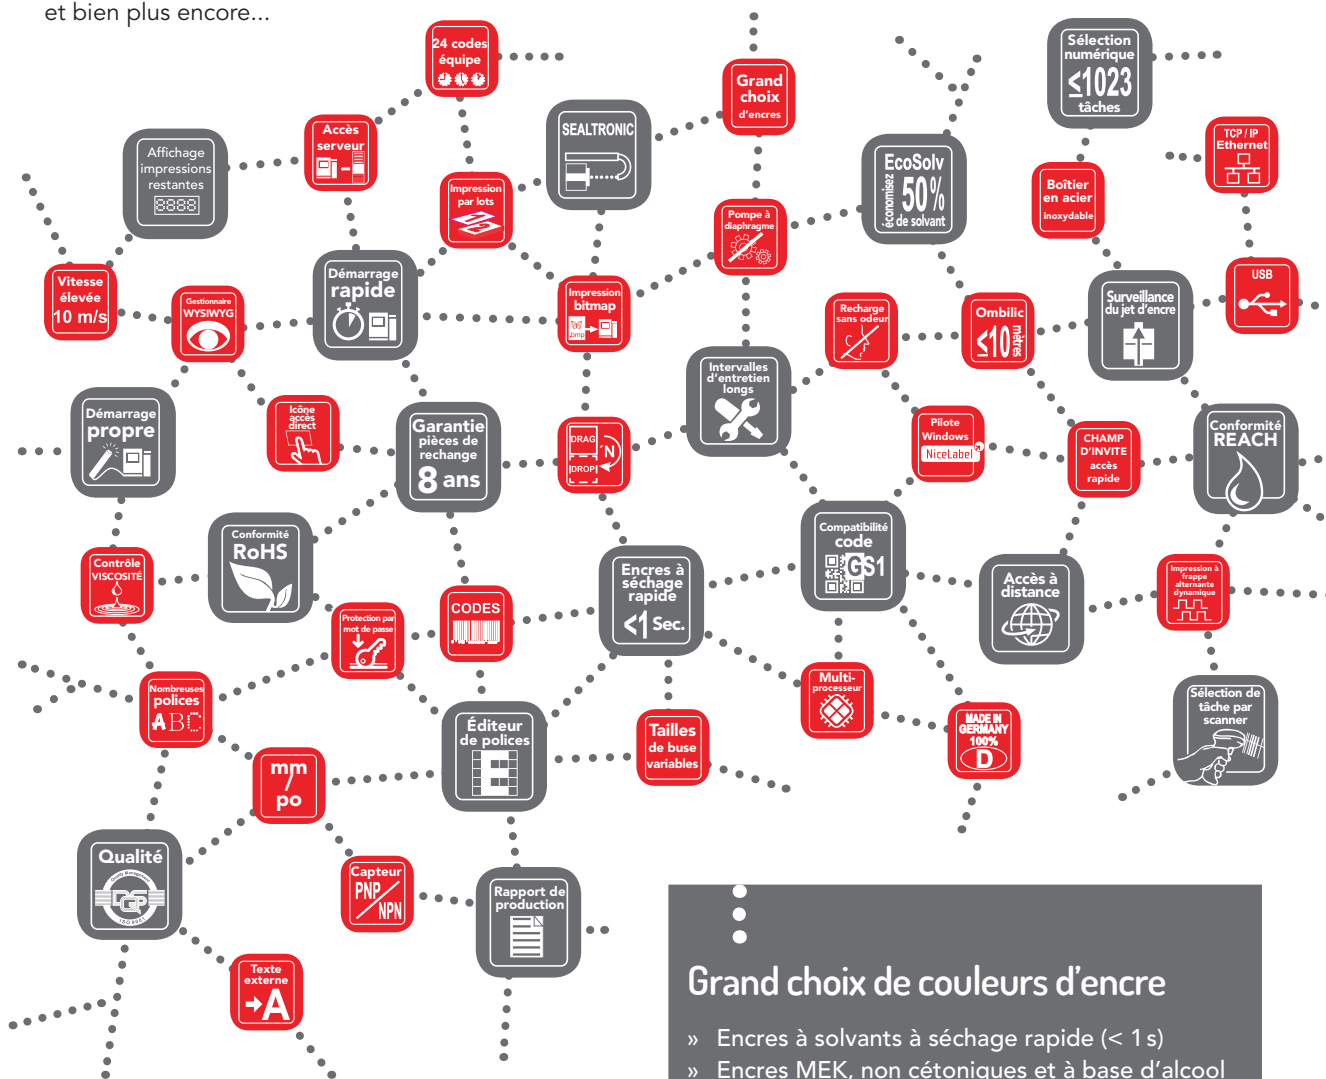 et bien plus encore...
24 codes
équipe
Grand
choix
d'encres
Sélection
numérique
≤1023
tâches
Affichage
impressions
restantes
8888
Accès
serveur
SEALTRONIC
EcoSolv
économisez
50%
de solvant
TCP / IP
Ethernet
Impression
par lots
Boîtier
en acier
inoxydable
Pompe à
diaphragme
Vitesse
élevée
10 m/s
Gestionnaire
WYSIWYG
Démarrage
rapide
Impression
bitmap
.bmp
Recharge
sans odeur
Ombilic
≤10
mètres
Surveillance
du jet d'encre
USB
Démarrage
propre
Icône
accès
direct
Garantie
pièces de
rechange
8 ans
DRAG
'N
DROP
Intervalles
d'entretien
longs
Pilote
Windows
NiceLabel
CHAMP
D'INVITE
accès
rapide
Conformité
REACH
Contrôle
VISCOSITÉ
Conformité
RoHS
Protection par
mot de passe
CODES
Encres à
séchage
rapide
<1 Sec.
Compatibilité
code
GS1
Accès à
distance
Impression à
frappe
alternante
dynamique
Nombreuses
polices
ABC
Éditeur
de polices
E
Tailles
de buse
variables
Multi-
processeur
MADE IN
GERMANY
100%
D
Sélection de
tâche par
scanner
mm
/
po
Qualité
Quality Management
DQS
ISO 9001
Capteur
PNP
NPN
Rapport de
production
Texte
externe
➔A
Grand choix de couleurs d'encre
» Encres à solvants à séchage rapide (< 1 s)
» Encres MEK, non cétoniques et à base d'alcool